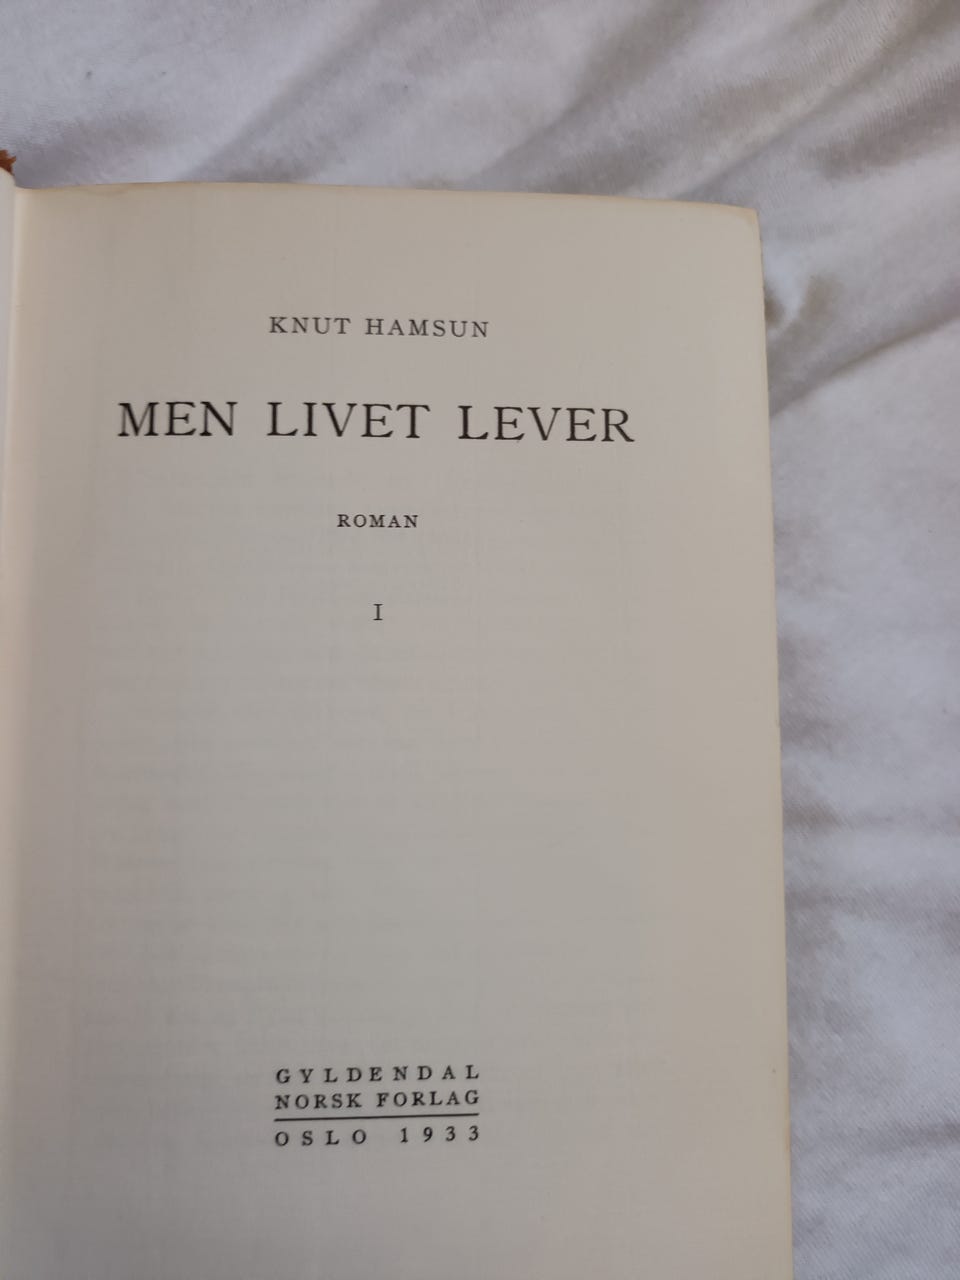 KNUT HAMSUN
MEN LIVET LEVER
ROMAN
I
GYLDENDAL
NORSK FORLAG
OSLO 1933